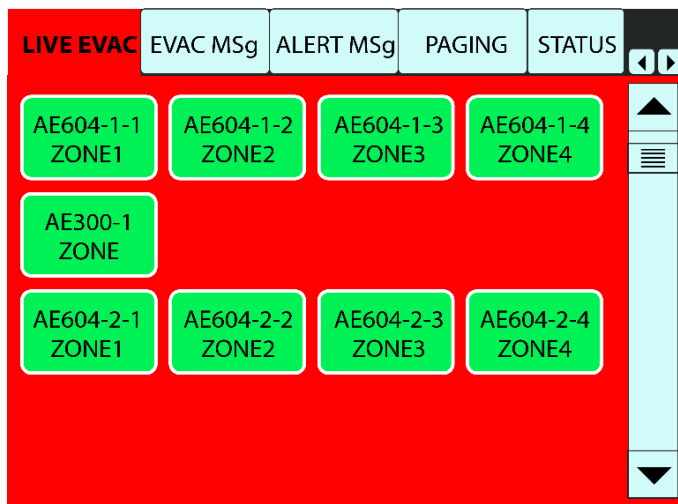 LIVE EVAC EVAC MSg ALERT MSg PAGING STATUS
AE604-1-1 AE604-1-2 AE604-1-3 AE604-1-4
ZONE1 ZONE2 ZONE3 ZONE4
AE300-1
ZONE
AE604-2-1 AE604-2-2 AE604-2-3 AE604-2-4
ZONE1 ZONE2 ZONE3 ZONE4